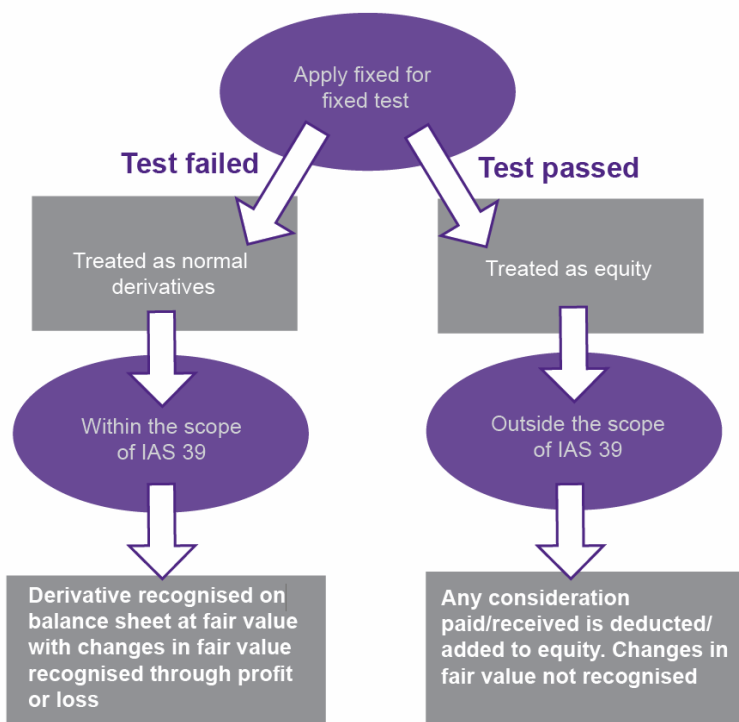 Apply fixed for
fixed test
Test failed
Test passed
Treated as normal
derivatives
Treated as equity
Within the scope
of IAS 39
Outside the scope
of IAS 39
Derivative recognised on
balance sheet at fair value
with changes in fair value
recognised through profit
or loss
Any consideration
paid/received is deducted/
added to equity. Changes in
fair value not recognised